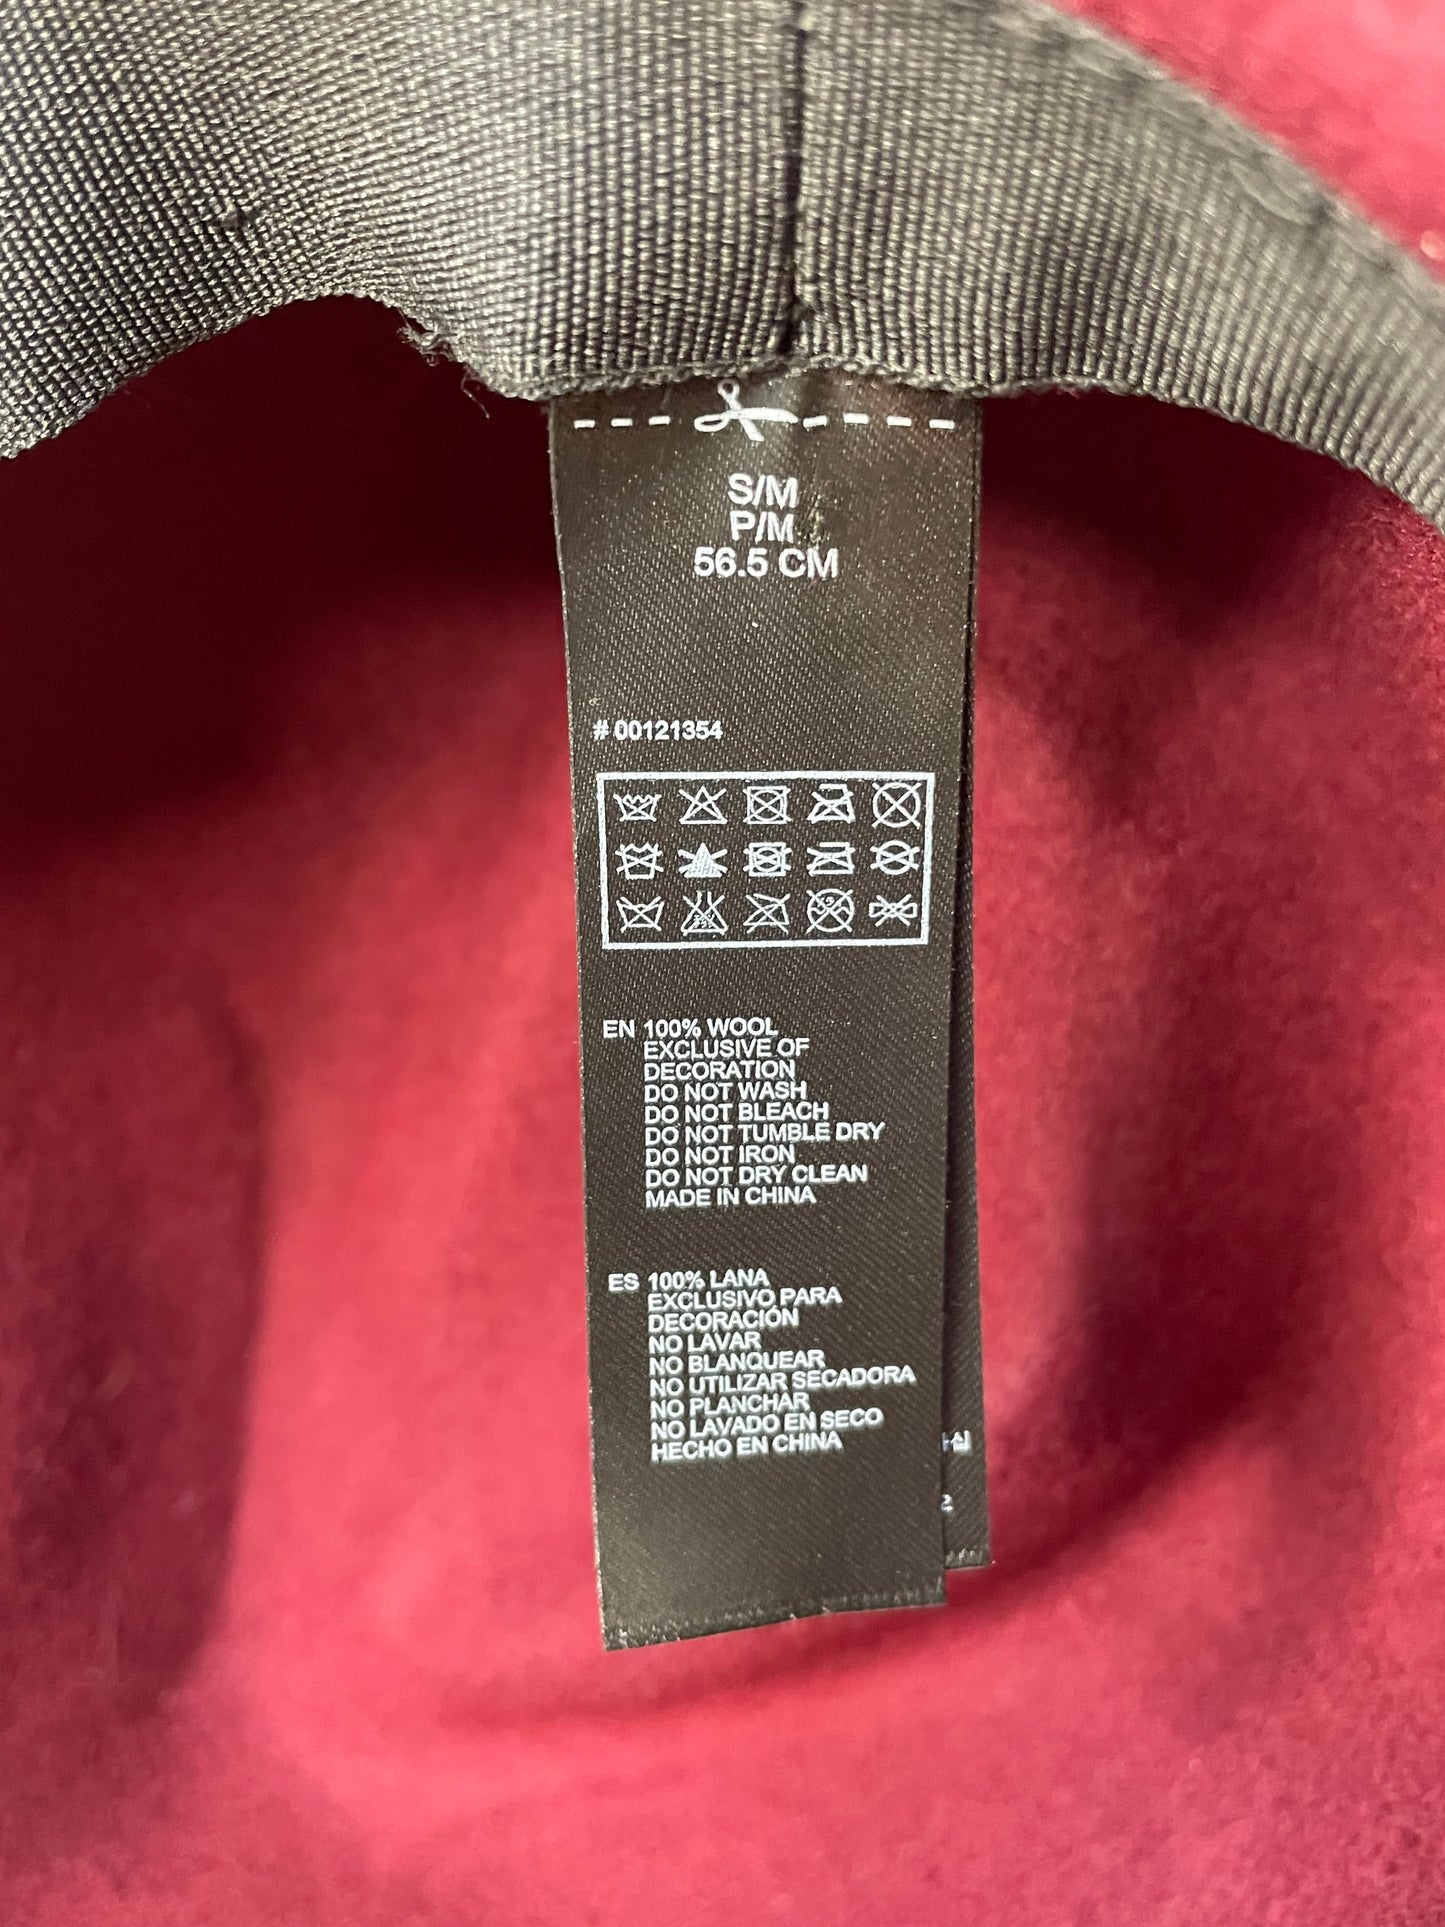 S/M
P/M
56.5 CM
# 00121354
EN 100% WOOL
EXCLUSIVE OF
DECORATION
DO NOT WASH
DO NOT BLEACH
DO NOT TUMBLE DRY
DO NOT IRON
DO NOT DRY CLEAN
MADE IN CHINA
ES 100% LANA
EXCLUSIVO PARA
DECORACIÓN
NO LAVAR
NO BLANQUEAR
NO UTILIZAR SECADORA
NO PLANCHAR
NO LAVADO EN SECO
HECHO EN CHINA